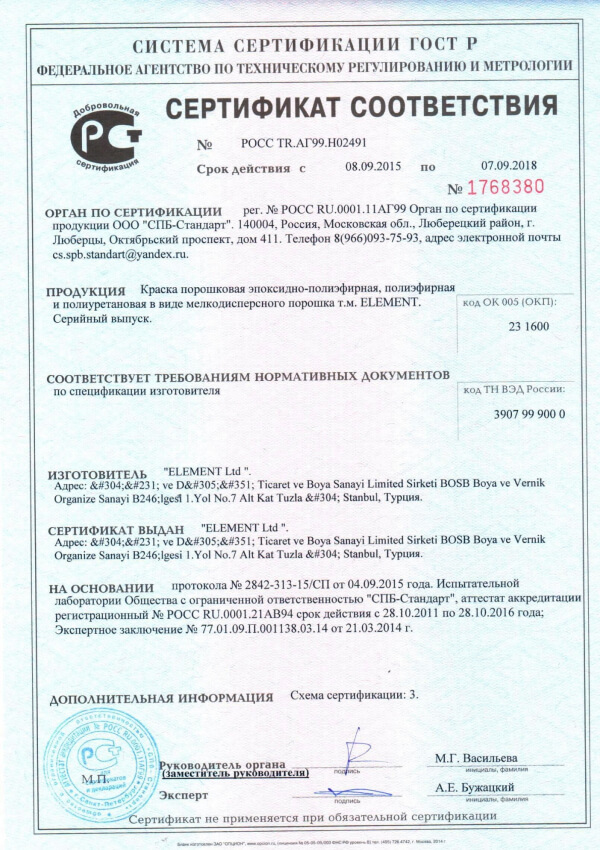 СИСТЕМА СЕРТИФИКАЦИИ ГОСТ Р
ФЕДЕРАЛЬНОЕ АГЕНТСТВО ПО ТЕХНИЧЕСКОМУ РЕГУЛИРОВАНИЮ И МЕТРОЛОГИИ
Добровольная
сертификация
СЕРТИФИКАТ СООТВЕТСТВИЯ
№ РОСС TR.АГ99.Н02491
Срок действия с 08.09.2015 по 07.09.2018
№ 1768380
ОРГАН ПО СЕРТИФИКАЦИИ рег. № РОСС RU.0001.11АГ99 Орган по сертификации
продукции ООО "СПБ-Стандарт". 140004, Россия, Московская обл., Люберецкий район, г.
Люберцы, Октябрьский проспект, дом 411. Телефон 8(966)093-75-93, адрес электронной почты
cs.spb.standart@yandex.ru.
ПРОДУКЦИЯ Краска порошковая эпоксидно-полиэфирная, полиэфирная
и полиуретановая в виде мелкодисперсного порошка т.м. ELEMENT.
Серийный выпуск.
код ОК 005 (ОКП):
23 1600
СООТВЕТСТВУЕТ ТРЕБОВАНИЯМ НОРМАТИВНЫХ ДОКУМЕНТОВ
по спецификации изготовителя
код ТН ВЭД России:
3907 99 900 0
ИЗГОТОВИТЕЛЬ "ELEMENT Ltd ".
Адрес: &#304;&#231; ve D&#305;&#351; Ticaret ve Boya Sanayi Limited Sirketi BOSB Boya ve Vernik
Organize Sanayi B246;lgesi 1.Yol No.7 Alt Kat Tuzla &#304; Stanbul, Турция.
СЕРТИФИКАТ ВЫДАН "ELEMENT Ltd ".
Адрес: &#304;&#231; ve D&#305;&#351; Ticaret ve Boya Sanayi Limited Sirketi BOSB Boya ve Vernik
Organize Sanayi B246;lgesi 1.Yol No.7 Alt Kat Tuzla &#304; Stanbul, Турция.
НА ОСНОВАНИИ протокола № 2842-313-15/СП от 04.09.2015 года. Испытательной
лаборатории Общества с ограниченной ответственностью "СПБ-Стандарт", аттестат аккредитации
регистрационный № РОСС RU.0001.21АВ94 срок действия с 28.10.2011 по 28.10.2016 года;
Экспертное заключение № 77.01.09.П.001138.03.14 от 21.03.2014 г.
ДОПОЛНИТЕЛЬНАЯ ИНФОРМАЦИЯ Схема сертификации: 3.
М.П.
Руководитель органа
(заместитель руководителя)
подпись
М.Г. Васильева
инициалы, фамилия
Эксперт
подпись
А.Е. Бужацкий
инициалы, фамилия
Сертификат не применяется при обязательной сертификации